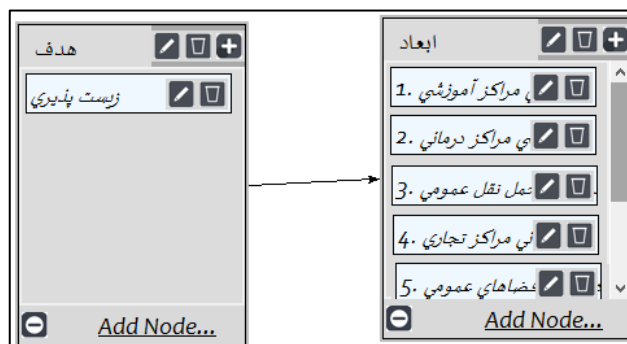 هدف
زيست پذيري
Add Node...
ابعاد
1. مراكز آموزشي
2. مراكز درماني
3. حمل نقل عمومي
4. مراكز تجاري
5. فضاهاي عمومي
Add Node...